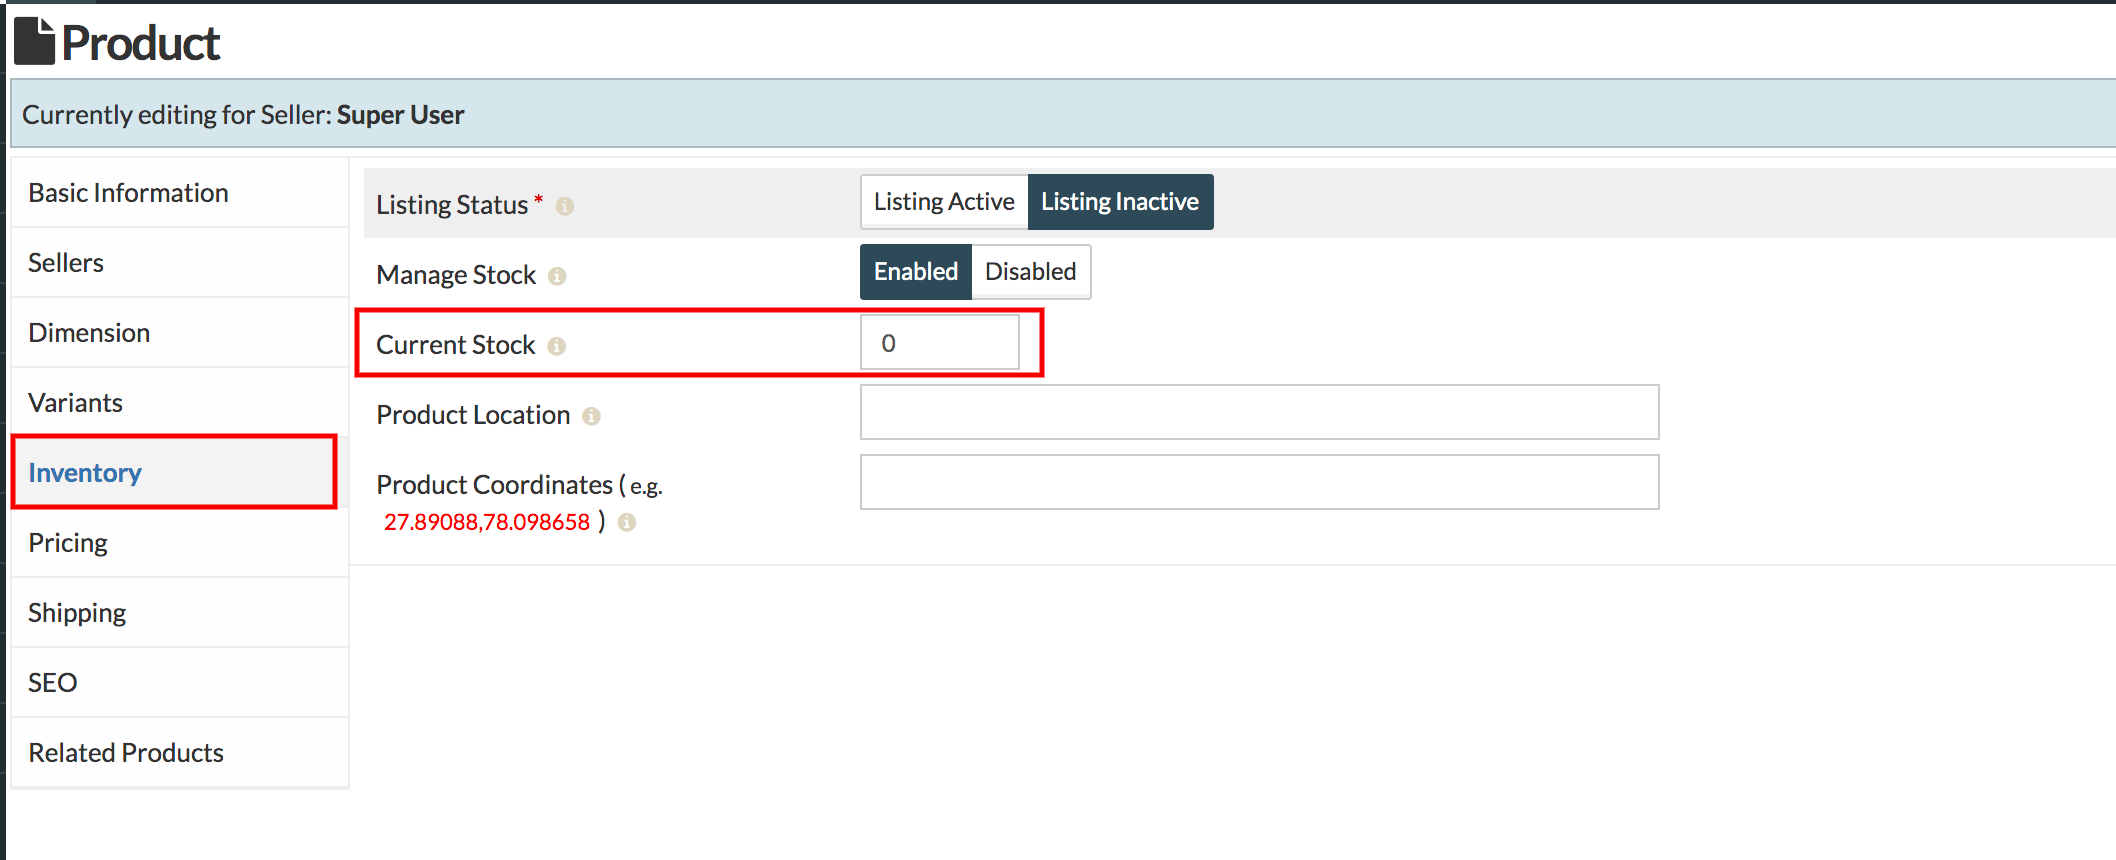 Product
Currently editing for Seller: Super User
Basic Information
Sellers
Dimension
Variants
Inventory
Pricing
Shipping
SEO
Related Products
Listing Status * Listing Active Listing Inactive
Manage Stock Enabled Disabled
Current Stock 0
Product Location
Product Coordinates ( e.g.
27.89088,78.098658 )